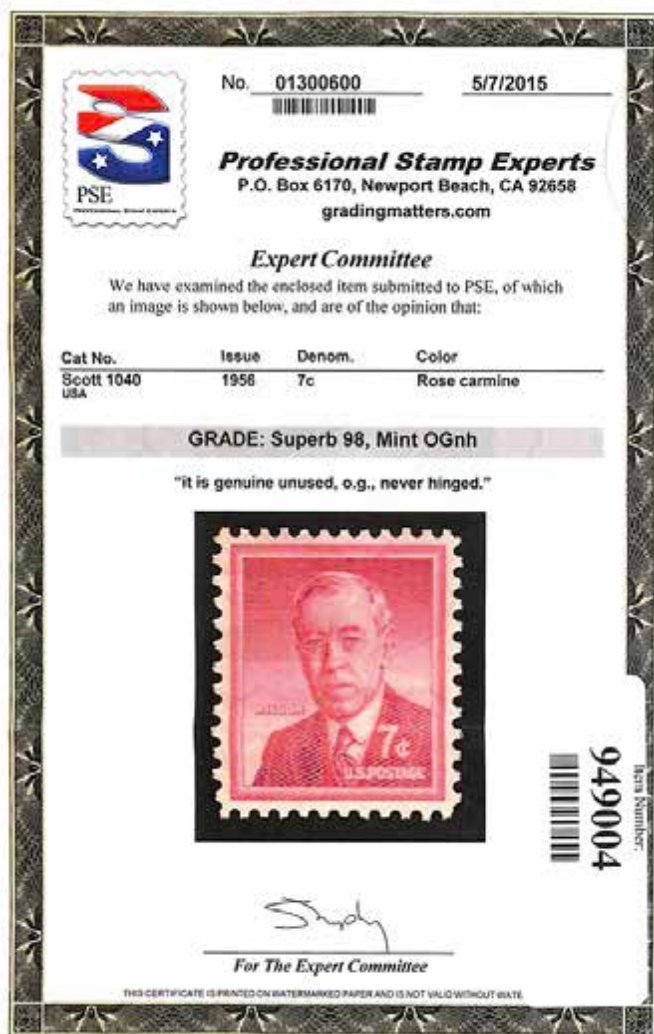 No. 01300600 5/7/2015
PSE
PROFESSIONAL STAMP EXPERTS
Professional Stamp Experts
P.O. Box 6170, Newport Beach, CA 92658
gradingmatters.com
Expert Committee
We have examined the enclosed item submitted to PSE, of which
an image is shown below, and are of the opinion that:
Cat No. Issue Denom. Color
Scott 1040 1956 7c Rose carmine
USA
GRADE: Superb 98, Mint OGnh
"it is genuine unused, o.g., never hinged."
7¢
U.S.POSTAGE
Item Number:
949004
For The Expert Committee
THIS CERTIFICATE IS PRINTED ON WATERMARKED PAPER AND IS NOT VALID WITHOUT